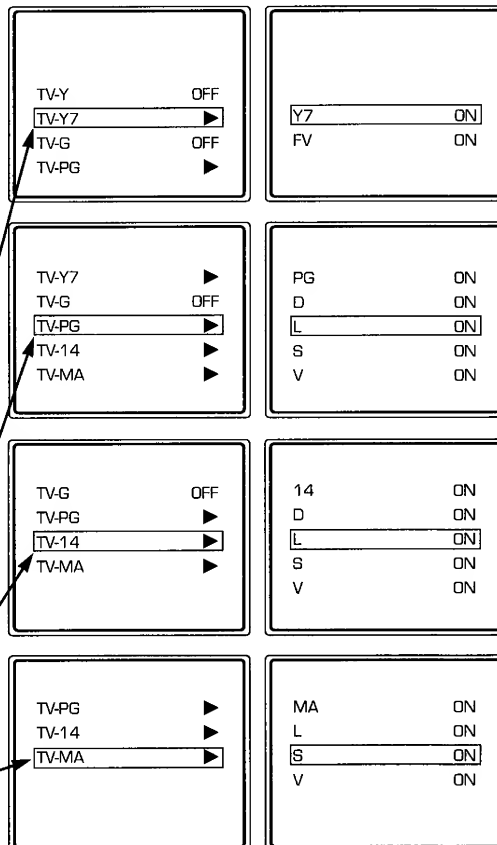 TV-Y OFF
TV-Y7 ▶
TV-G OFF
TV-PG ▶
Y7 ON
FV ON
TV-Y7 ▶
TV-G OFF
TV-PG ▶
TV-14 ▶
TV-MA ▶
PG ON
D ON
L ON
S ON
V ON
TV-G OFF
TV-PG ▶
TV-14 ▶
TV-MA ▶
14 ON
D ON
L ON
S ON
V ON
TV-PG ▶
TV-14 ▶
TV-MA ▶
MA ON
L ON
S ON
V ON